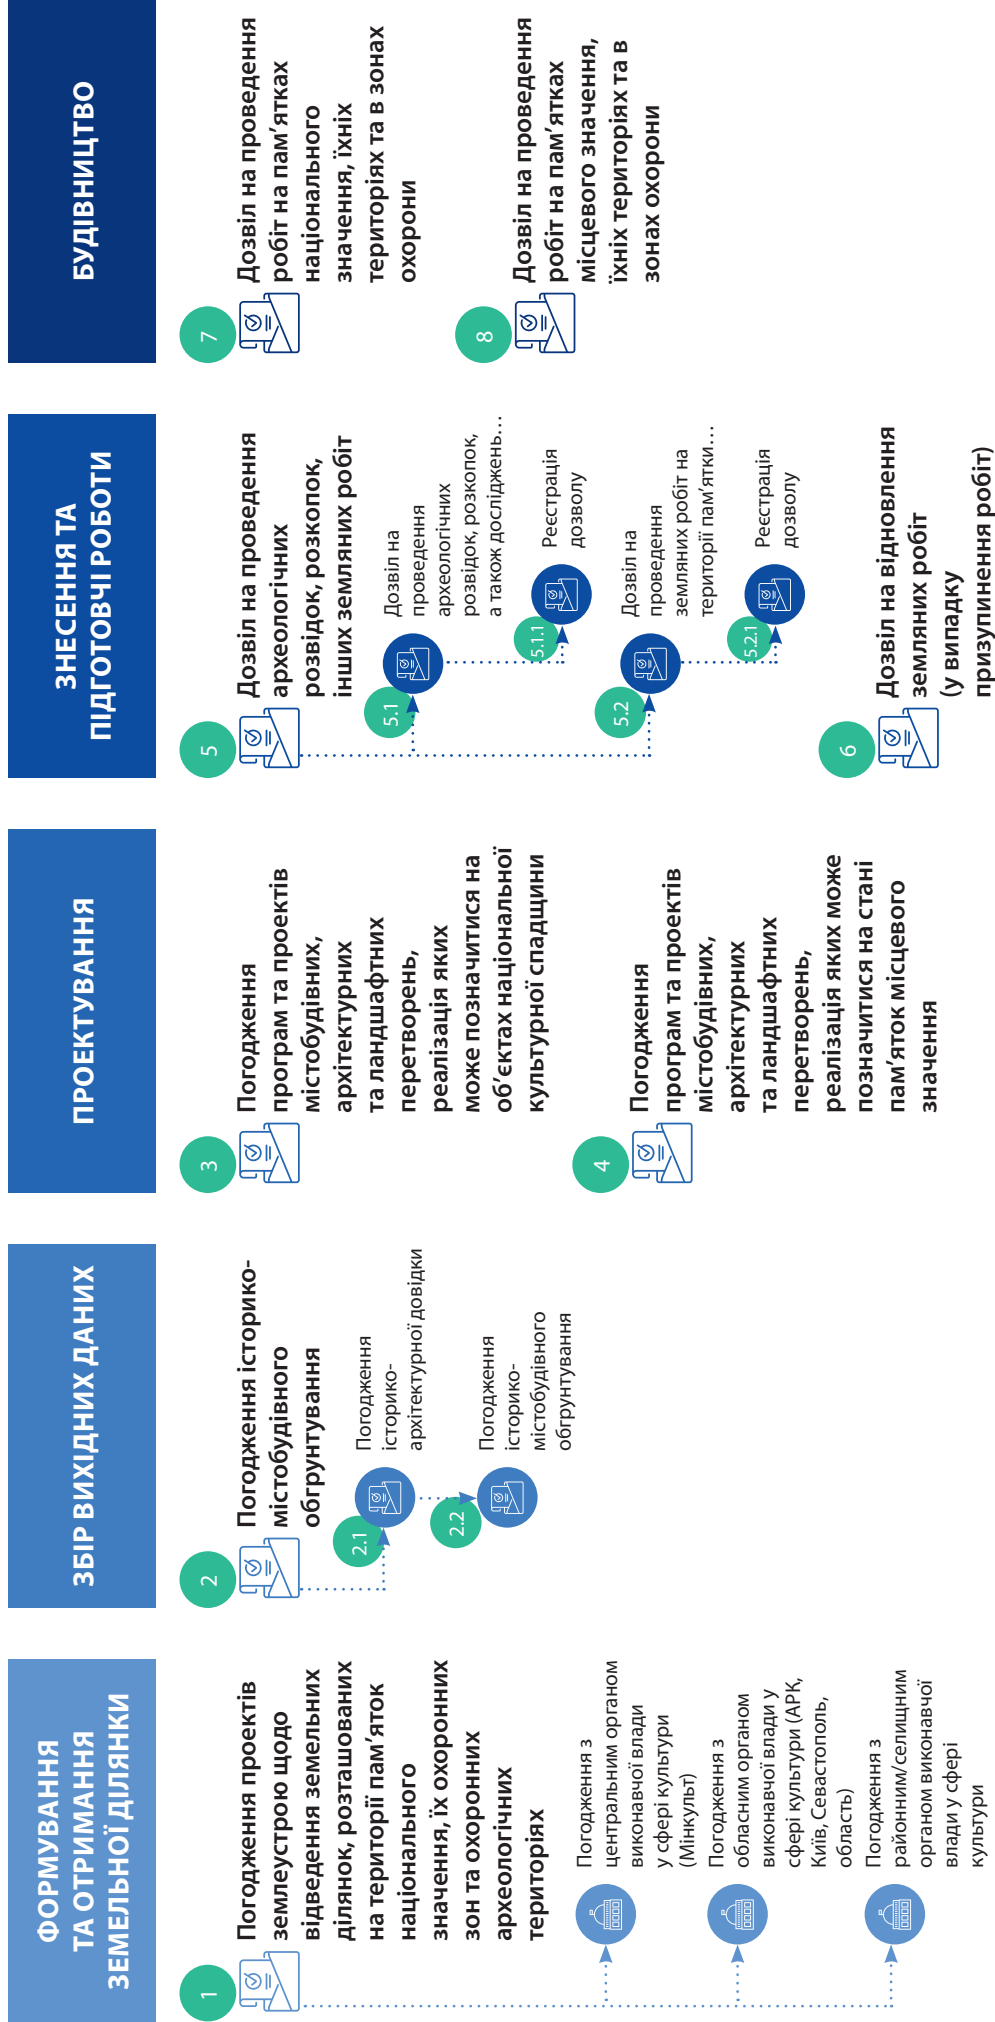 ФОРМУВАННЯ
ТА ОТРИМАННЯ
ЗЕМЕЛЬНОЇ ДІЛЯНКИ
1
Погодження проектів
землеустрою щодо
відведення земельних
ділянок, розташованих
на території пам’яток
національного
значення, їх охоронних
зон та охоронних
археологічних
територіях
Погодження з
центральним органом
виконавчої влади
у сфері культури
(Мінкульт)
Погодження з
обласним органом
виконавчої влади у
сфері культури (АРК,
Київ, Севастополь,
область)
Погодження з
районним/селищним
органом виконавчої
влади у сфері
культури
ЗБІР ВИХІДНИХ ДАНИХ
2
Погодження історико-
містобудівного
обгрунтування
2.1
Погодження
історико-
архітектурної довідки
2.2
Погодження
історико-
містобудівного
обгрунтування
ПРОЕКТУВАННЯ
3
Погодження
програм та проектів
містобудівних,
архітектурних
та ландшафтних
перетворень,
реалізація яких
може позначитися на
об’єктах національної
культурної спадщини
4
Погодження
програм та проектів
містобудівних,
архітектурних
та ландшафтних
перетворень,
реалізація яких може
позначитися на стані
пам’яток місцевого
значення
ЗНЕСЕННЯ ТА
ПІДГОТОВЧІ РОБОТИ
5
Дозвіл на проведення
археологічних
розвідок, розкопок,
інших земляних робіт
5.1
Дозвіл на
проведення
археологічних
розвідок, розкопок,
а також досліджень…
5.1.1
Реєстрація
дозволу
5.2
Дозвіл на
проведення
земляних робіт на
території пам’ятки…
5.2.1
Реєстрація
дозволу
6
Дозвіл на відновлення
земляних робіт
(у випадку
призупинення робіт)
БУДІВНИЦТВО
7
Дозвіл на проведення
робіт на пам’ятках
національного
значення, їхніх
територіях та в зонах
охорони
8
Дозвіл на проведення
робіт на пам’ятках
місцевого значення,
їхніх територіях та в
зонах охорони